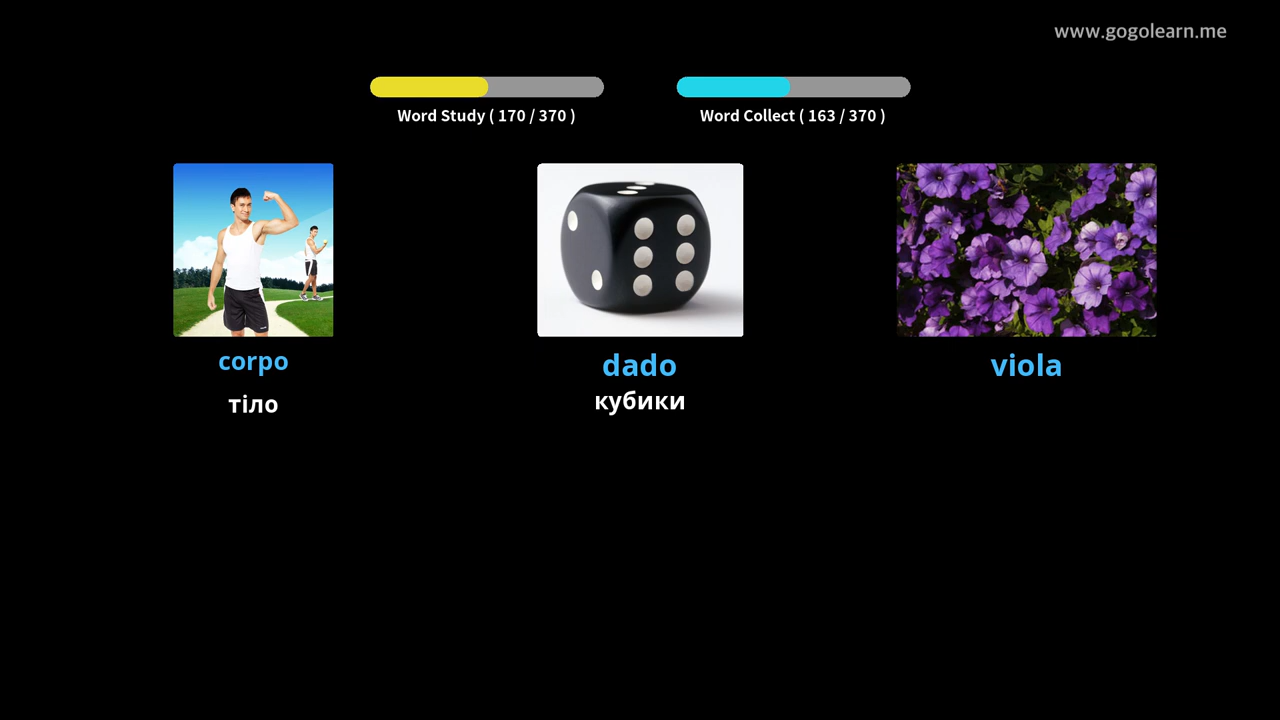 www.gogolearn.me
Word Study ( 170 / 370 )
Word Collect ( 163 / 370 )
corpo
тіло
dado
кубики
viola